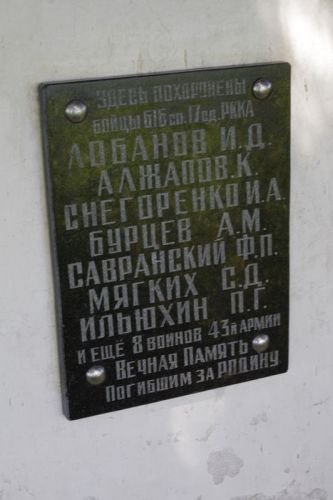 ЗДЕСЬ ПОХОРОНЕНЫ
БОЙЦЫ 616 СП. 17 СД. РККА
ЛОБАНОВ И.Д.
АЛЖАПОВ К.
СНЕГОРЕНКО И.А.
БУРЦЕВ А.М.
САВРАНСКИЙ Ф.П.
МЯГКИХ С.Д.
ИЛЬЮХИН П.Г.
И ЕЩЁ 8 ВОИНОВ 43Й АРМИИ
ВЕЧНАЯ ПАМЯТЬ
ПОГИБШИМ ЗА РОДИНУ